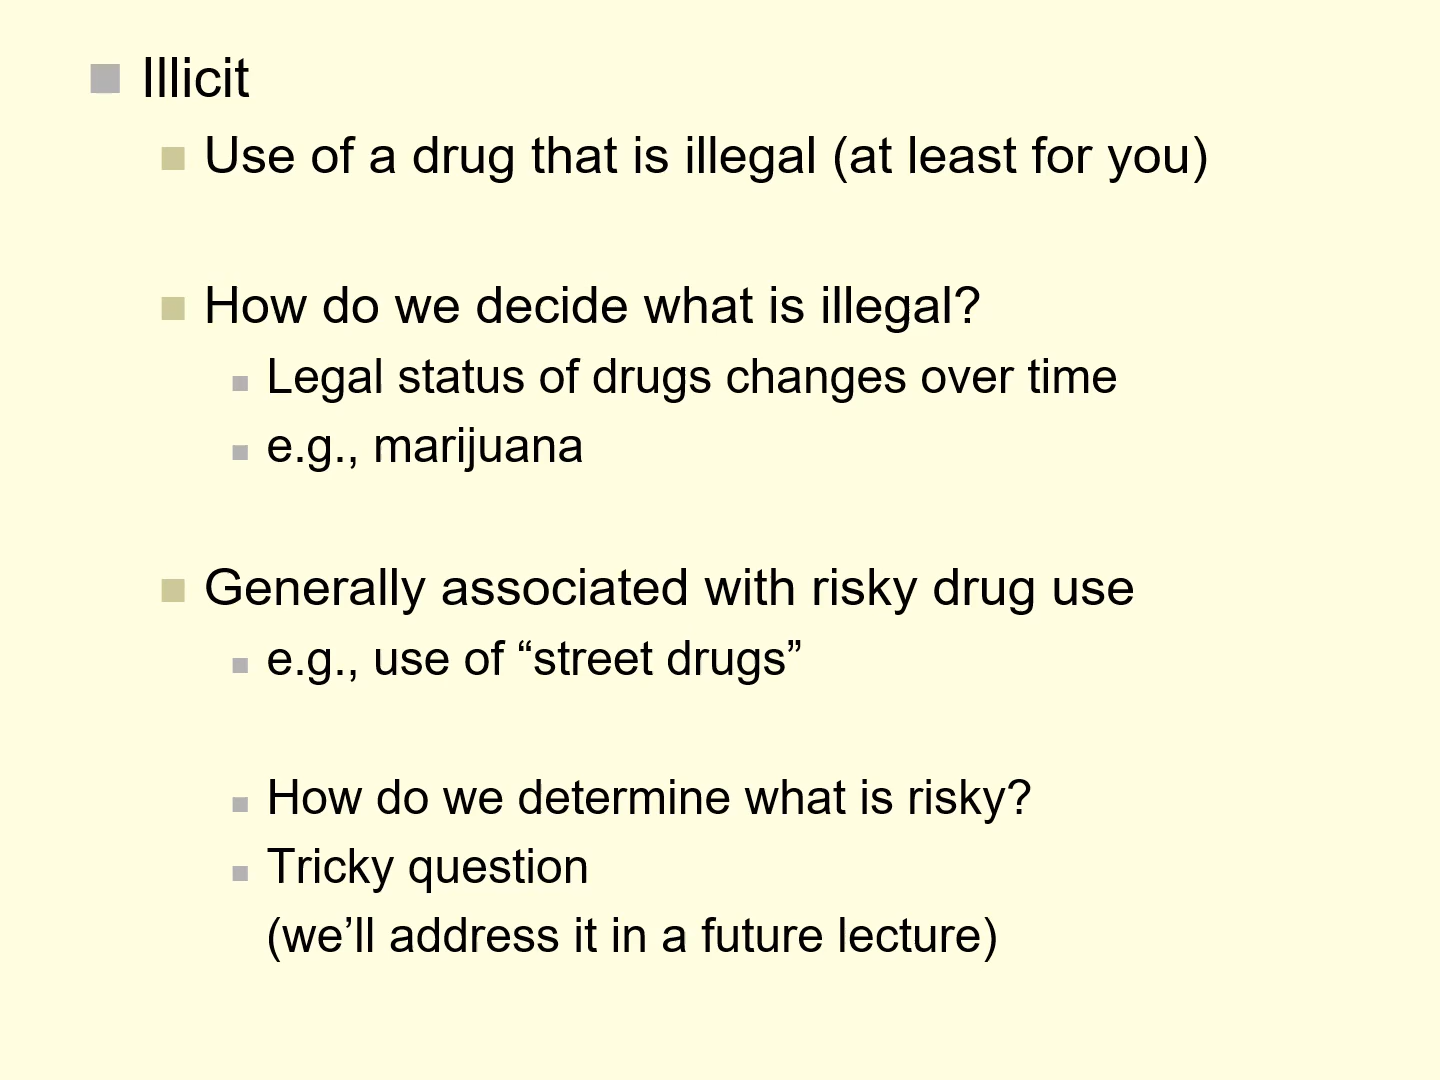 Illicit
Use of a drug that is illegal (at least for you)
How do we decide what is illegal?
Legal status of drugs changes over time
e.g., marijuana
Generally associated with risky drug use
e.g., use of “street drugs”
How do we determine what is risky?
Tricky question
(we’ll address it in a future lecture)